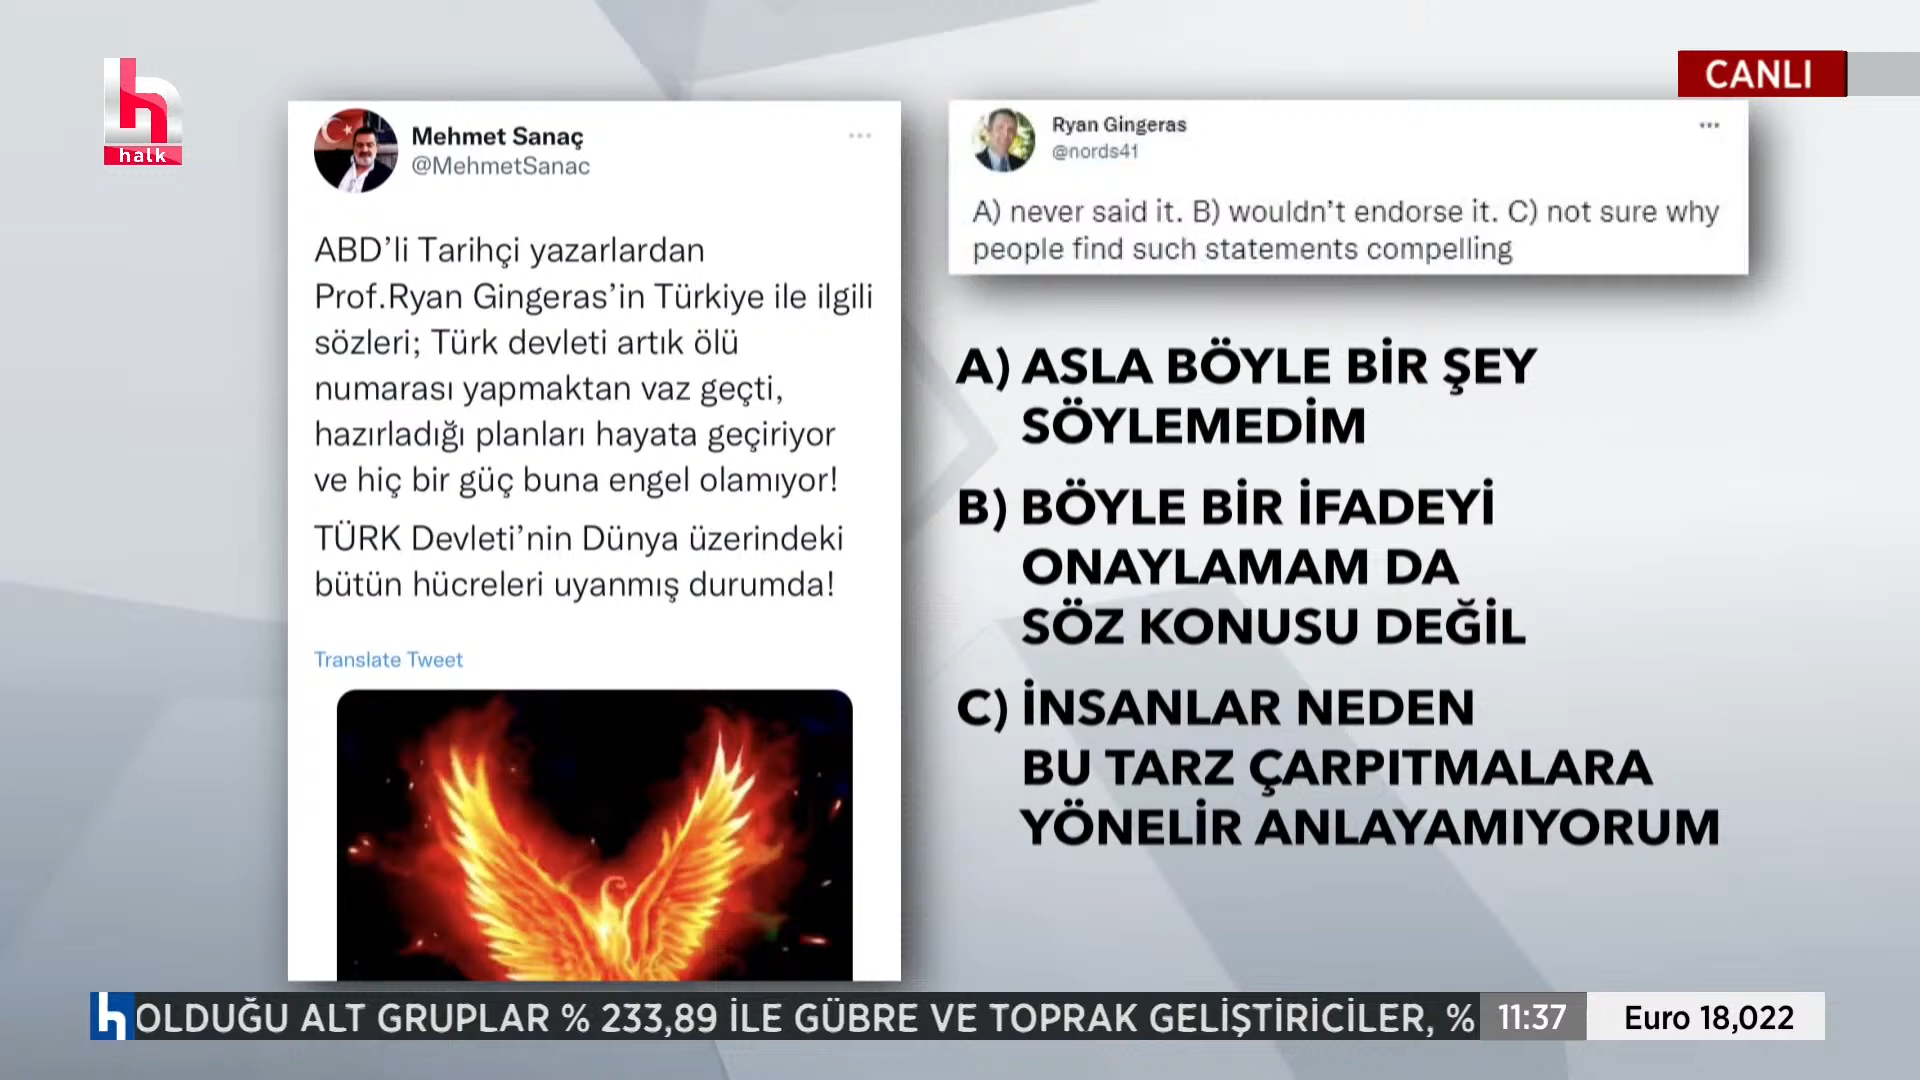 halk
CANLI
Mehmet Sanaç
@MehmetSanac
ABD'li Tarihçi yazarlardan
Prof.Ryan Gingeras'in Türkiye ile ilgili
sözleri; Türk devleti artık ölü
numarası yapmaktan vaz geçti,
hazırladığı planları hayata geçiriyor
ve hiç bir güç buna engel olamıyor!
TÜRK Devleti'nin Dünya üzerindeki
bütün hücreleri uyanmış durumda!
Translate Tweet
Ryan Gingeras
@nords41
A) never said it. B) wouldn't endorse it. C) not sure why
people find such statements compelling
A) ASLA BÖYLE BİR ŞEY
SÖYLEMEDİM
B) BÖYLE BİR İFADEYİ
ONAYLAMAM DA
SÖZ KONUSU DEĞİL
C) İNSANLAR NEDEN
BU TARZ ÇARPITMALARA
YÖNELİR ANLAYAMIYORUM
h OLDUĞU ALT GRUPLAR % 233,89 İLE GÜBRE VE TOPRAK GELİŞTİRİCİLER, % 11:37 Euro 18,022